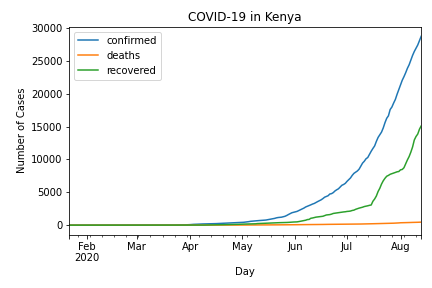 COVID-19 in Kenya
confirmed
deaths
recovered
Number of Cases
30000
25000
20000
15000
10000
5000
0
Feb Mar Apr May Jun Jul Aug
2020
Day